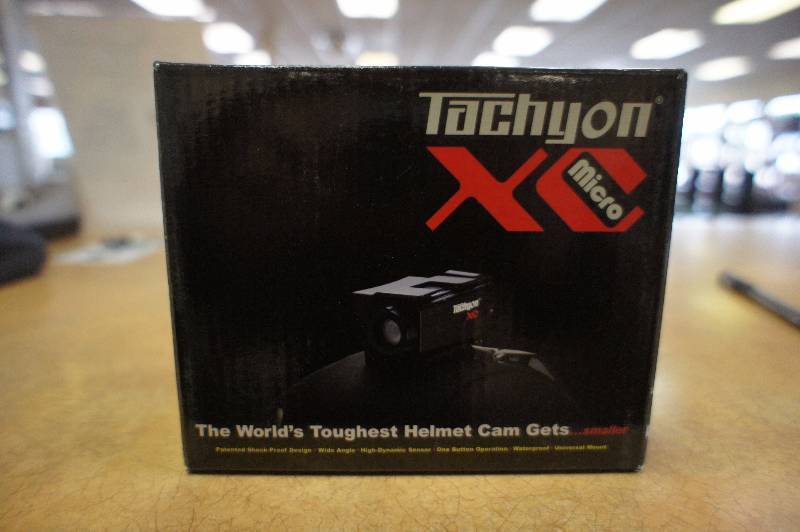 Tachyon®
XC
Micro
Tachyon
XC
The World's Toughest Helmet Cam Gets...smaller
Patented Shock-Proof Design · Wide Angle · High-Dynamic Sensor · One Button Operation · Waterproof · Universal Mount